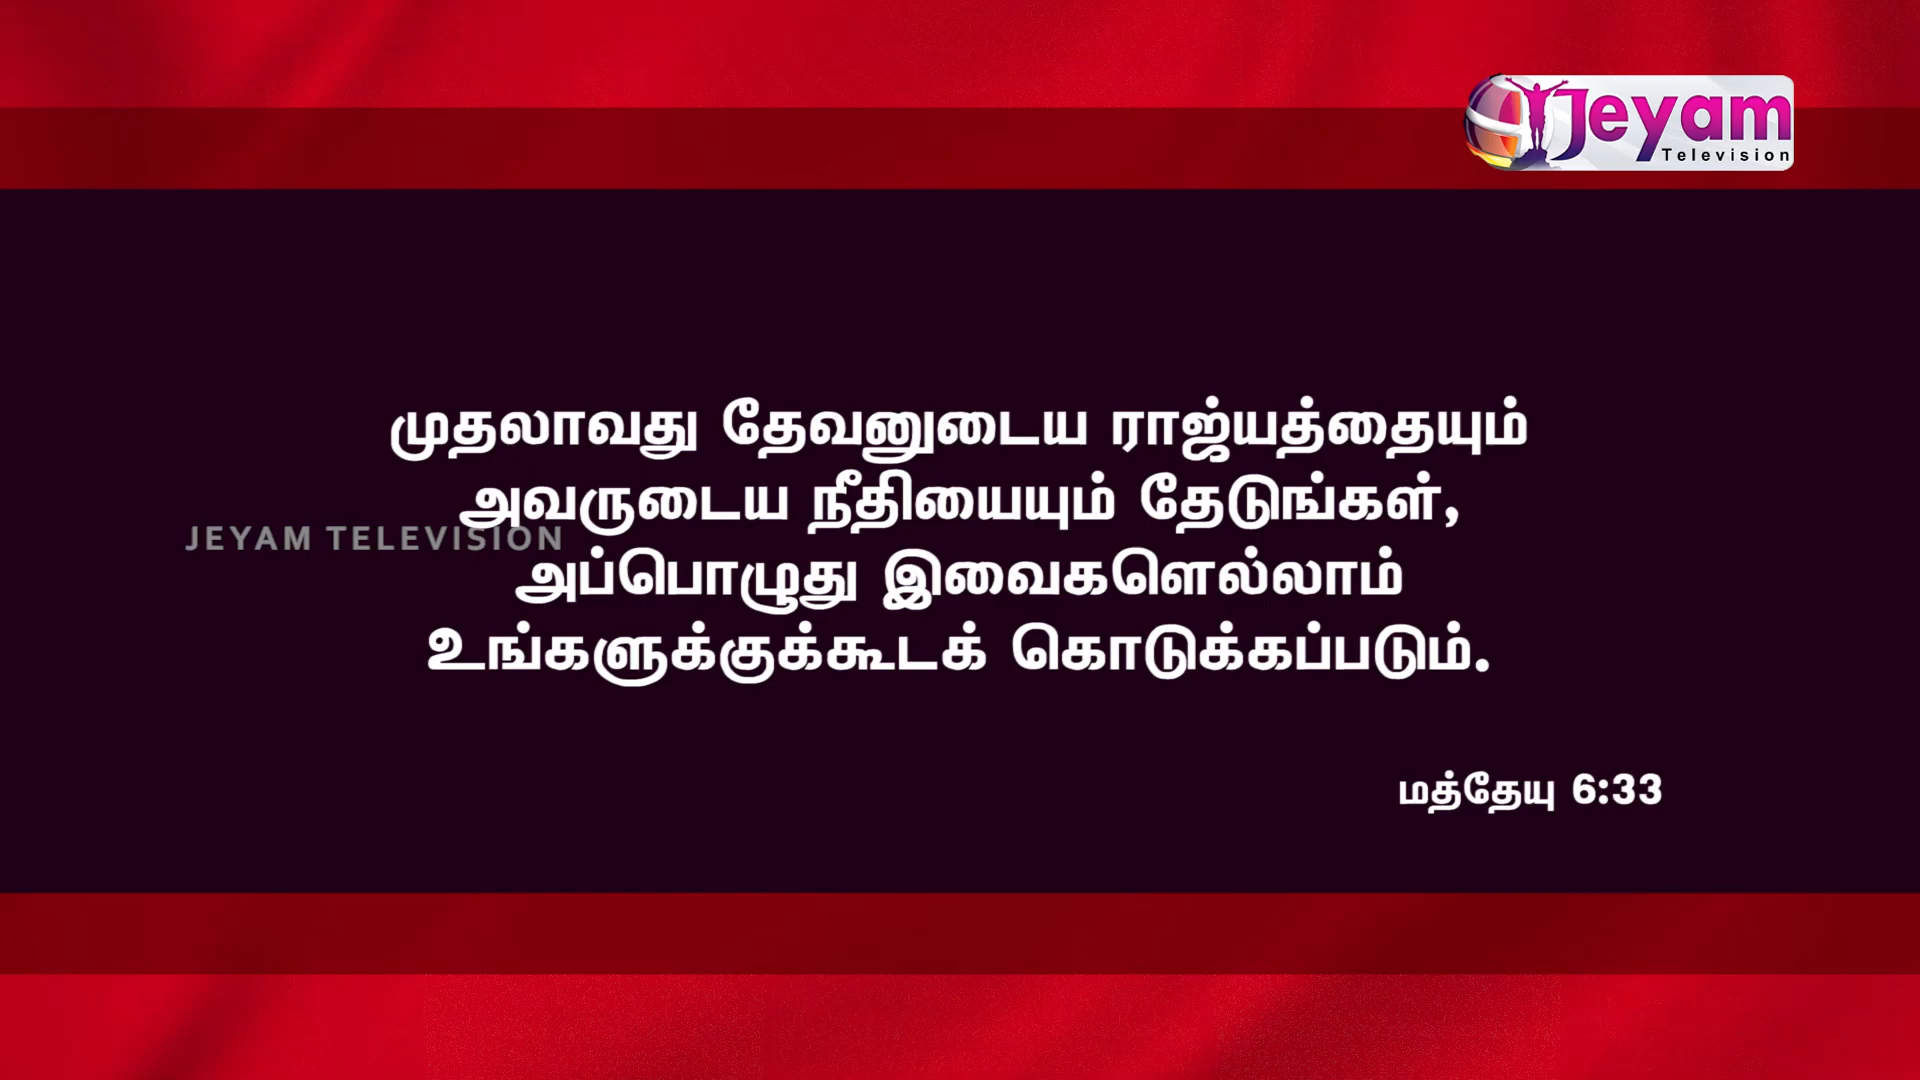 Jeyam
Television
முதலாவது தேவனுடைய ராஜ்யத்தையும்
அவருடைய நீதியையும் தேடுங்கள்,
JEYAM TELEVISION
அப்பொழுது இவைகளெல்லாம்
உங்களுக்குக்கூடக் கொடுக்கப்படும்.
மத்தேயு 6:33